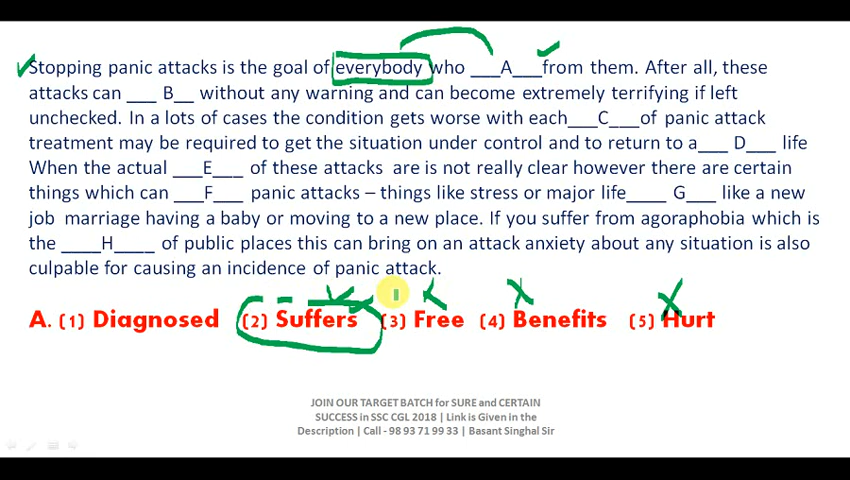 Stopping panic attacks is the goal of everybody who ___A___from them. After all, these
attacks can ___ B__ without any warning and can become extremely terrifying if left
unchecked. In a lots of cases the condition gets worse with each___C___of panic attack
treatment may be required to get the situation under control and to return to a___ D___ life
When the actual ___E___ of these attacks are is not really clear however there are certain
things which can ___F___ panic attacks – things like stress or major life____ G___ like a new
job marriage having a baby or moving to a new place. If you suffer from agoraphobia which is
the ____H____ of public places this can bring on an attack anxiety about any situation is also
culpable for causing an incidence of panic attack.
A. (1) Diagnosed (2) Suffers (3) Free (4) Benefits (5) Hurt
JOIN OUR TARGET BATCH for SURE and CERTAIN
SUCCESS in SSC CGL 2018 | Link is Given in the
Description | Call - 98 93 71 99 33 | Basant Singhal Sir